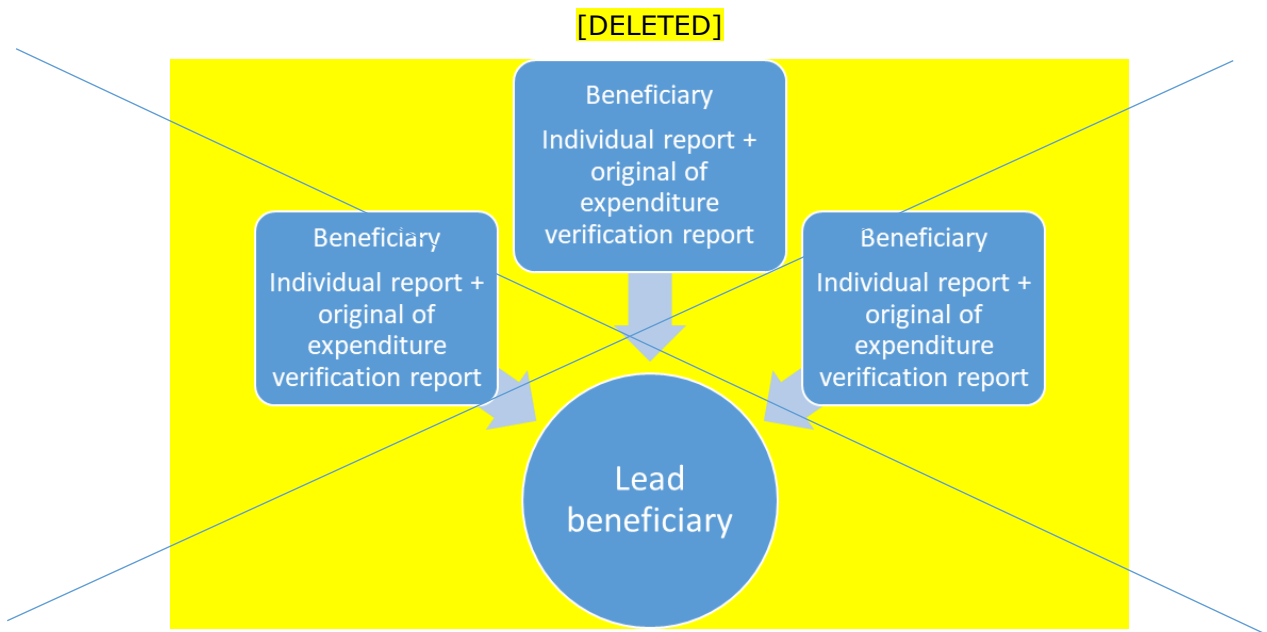 [DELETED]
Beneficiary
Individual report +
original of
expenditure
verification report
Beneficiary
Individual report +
original of
expenditure
verification report
Beneficiary
Individual report +
original of
expenditure
verification report
Lead
beneficiary